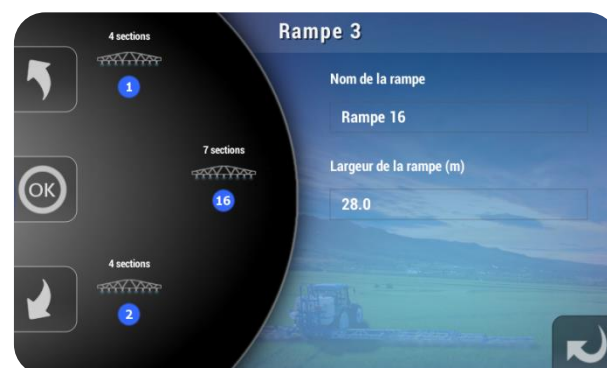 Rampe 3
4 sections
1
7 sections
16
4 sections
2
OK
Nom de la rampe
Rampe 16
Largeur de la rampe (m)
28.0